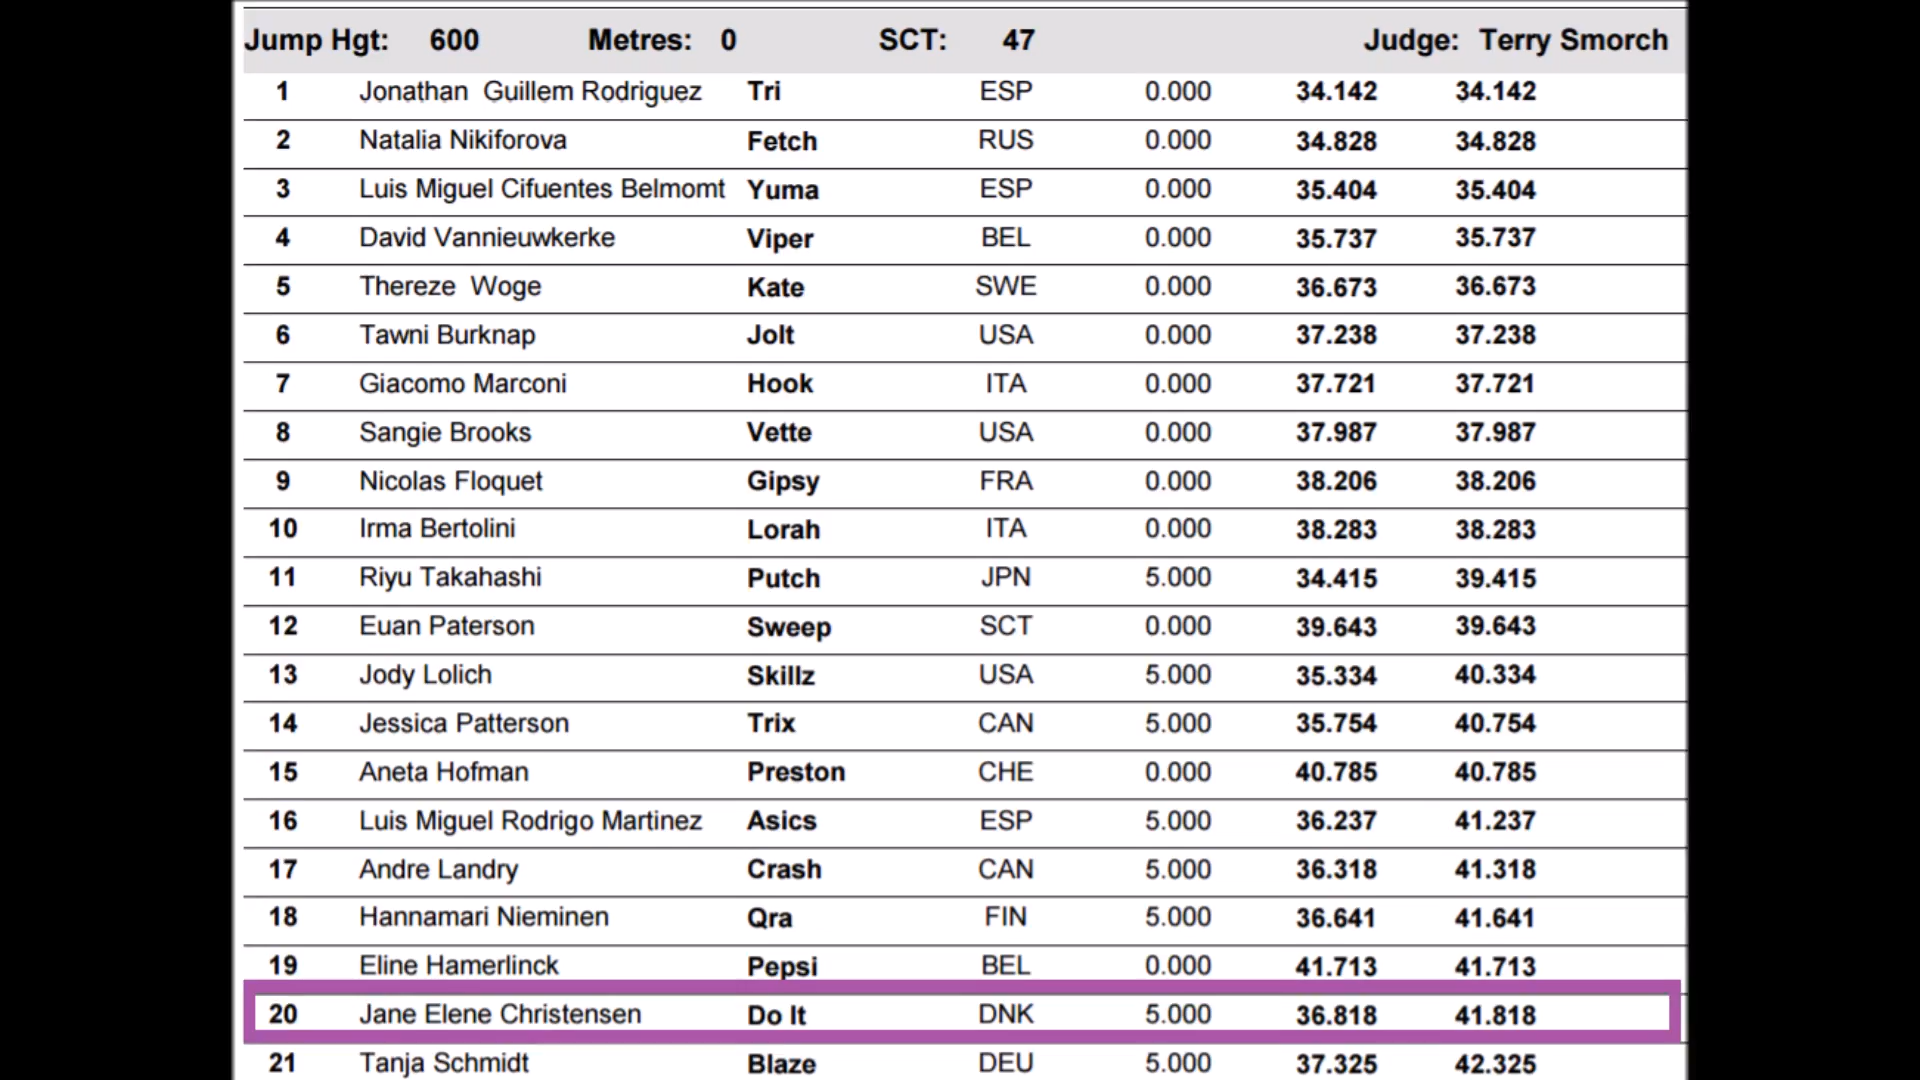 Jump Hgt: 600 Metres: 0 SCT: 47 Judge: Terry Smorch
1 Jonathan Guillem Rodriguez Tri ESP 0.000 34.142 34.142
2 Natalia Nikiforova Fetch RUS 0.000 34.828 34.828
3 Luis Miguel Cifuentes Belmomt Yuma ESP 0.000 35.404 35.404
4 David Vannieuwkerke Viper BEL 0.000 35.737 35.737
5 Thereze Woge Kate SWE 0.000 36.673 36.673
6 Tawni Burknap Jolt USA 0.000 37.238 37.238
7 Giacomo Marconi Hook ITA 0.000 37.721 37.721
8 Sangie Brooks Vette USA 0.000 37.987 37.987
9 Nicolas Floquet Gipsy FRA 0.000 38.206 38.206
10 Irma Bertolini Lorah ITA 0.000 38.283 38.283
11 Riyu Takahashi Putch JPN 5.000 34.415 39.415
12 Euan Paterson Sweep SCT 0.000 39.643 39.643
13 Jody Lolich Skillz USA 5.000 35.334 40.334
14 Jessica Patterson Trix CAN 5.000 35.754 40.754
15 Aneta Hofman Preston CHE 0.000 40.785 40.785
16 Luis Miguel Rodrigo Martinez Asics ESP 5.000 36.237 41.237
17 Andre Landry Crash CAN 5.000 36.318 41.318
18 Hannamari Nieminen Qra FIN 5.000 36.641 41.641
19 Eline Hamerlinck Pepsi BEL 0.000 41.713 41.713
20 Jane Elene Christensen Do It DNK 5.000 36.818 41.818
21 Tanja Schmidt Blaze DEU 5.000 37.325 42.325